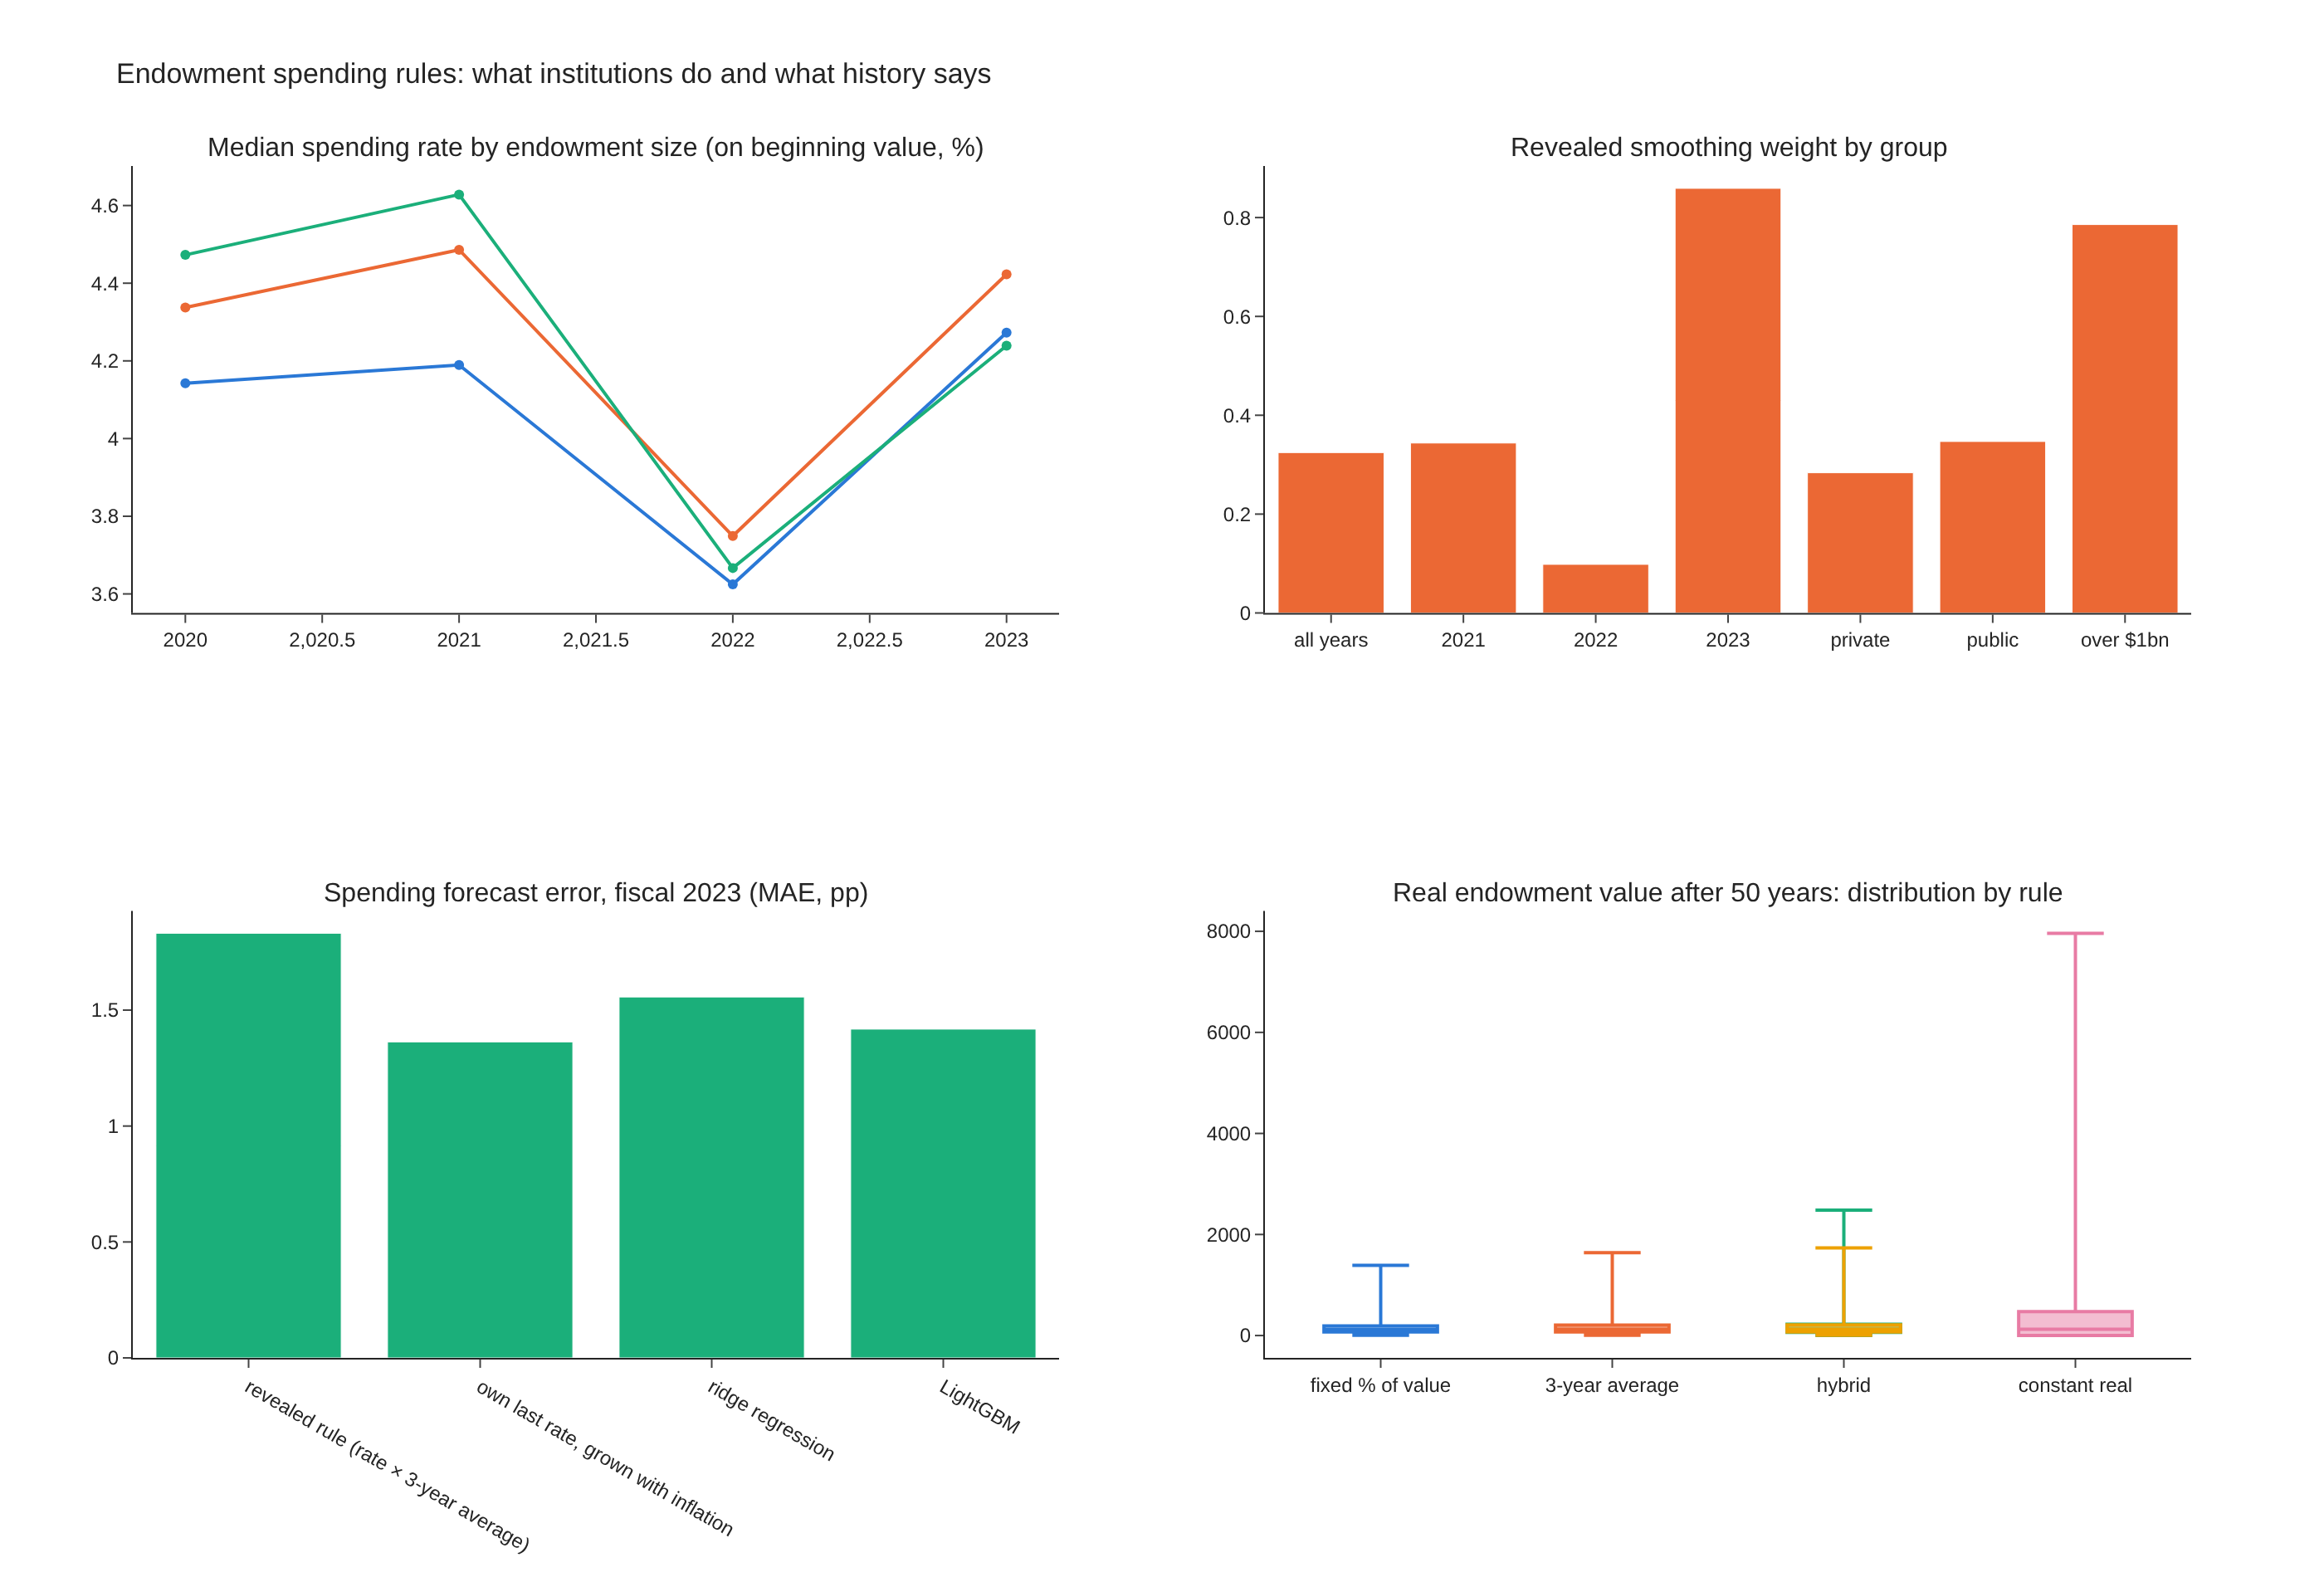 Endowment spending rules: what institutions do and what history says
Median spending rate by endowment size (on beginning value, %)
4.6
4.4
4.2
4
3.8
3.6
2020
2,020.5
2021
2,021.5
2022
2,022.5
2023
Revealed smoothing weight by group
0.8
0.6
0.4
0.2
0
all years
2021
2022
2023
private
public
over $1bn
Spending forecast error, fiscal 2023 (MAE, pp)
1.5
1
0.5
0
revealed rule (rate × 3-year average)
own last rate, grown with inflation
ridge regression
LightGBM
Real endowment value after 50 years: distribution by rule
8000
6000
4000
2000
0
fixed % of value
3-year average
hybrid
constant real